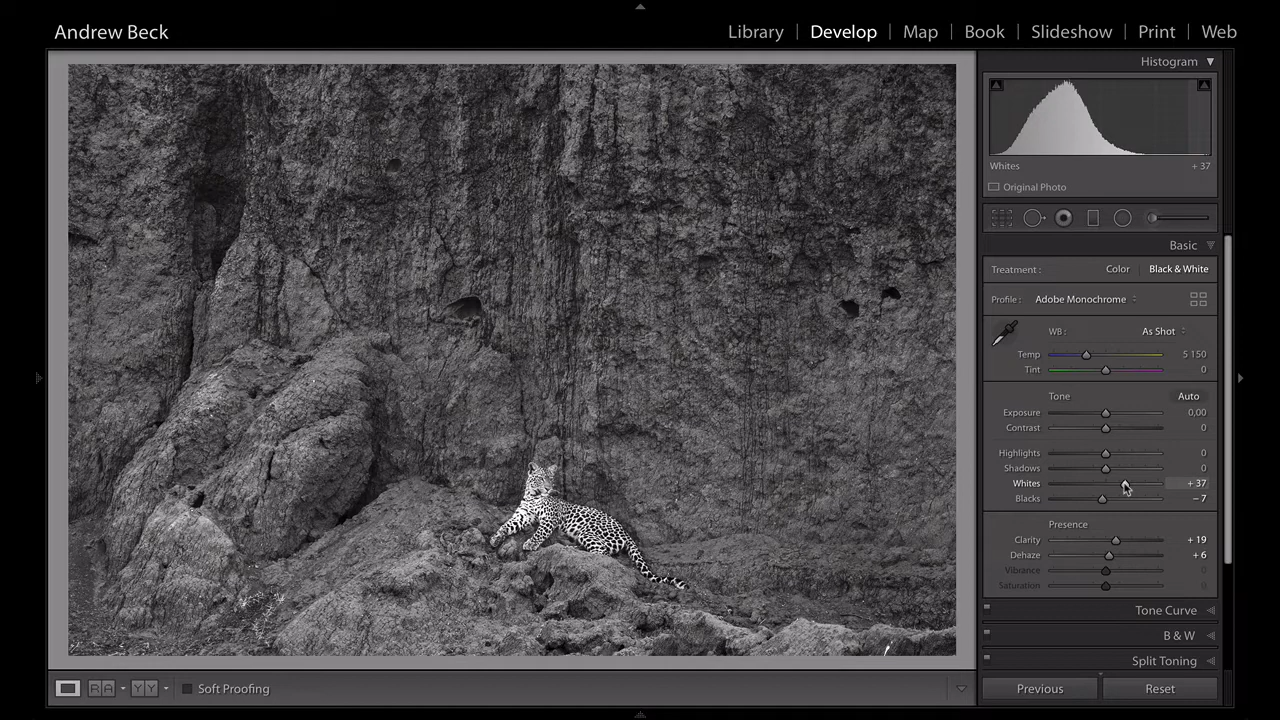 Andrew Beck
Library | Develop | Map | Book | Slideshow | Print | Web
Histogram
Whites + 37
Original Photo
Basic
Treatment : Color Black & White
Profile : Adobe Monochrome
WB : As Shot
Temp 5 150
Tint 0
Tone Auto
Exposure 0,00
Contrast 0
Highlights 0
Shadows 0
Whites + 37
Blacks − 7
Presence
Clarity + 19
Dehaze + 6
Vibrance 0
Saturation 0
Tone Curve
B & W
Split Toning
R A Y Y Soft Proofing
Previous Reset